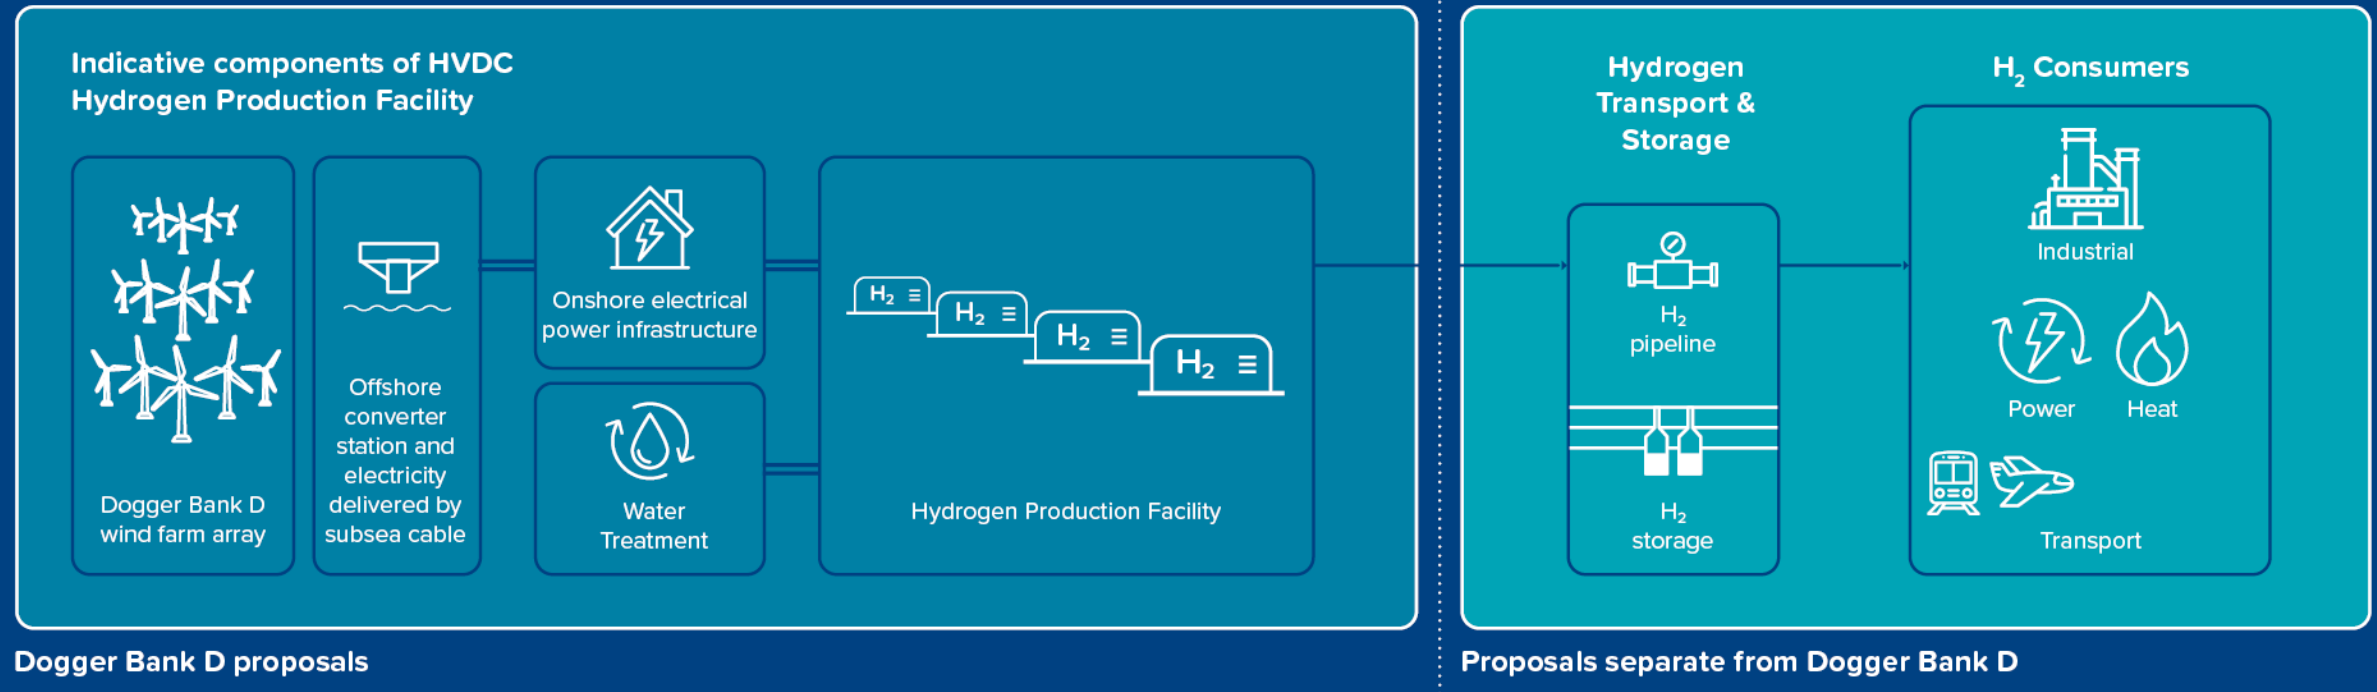 Indicative components of HVDC
Hydrogen Production Facility
Dogger Bank D
wind farm array
Offshore
converter
station and
electricity
delivered by
subsea cable
Onshore electrical
power infrastructure
Water
Treatment
H₂
H₂
H₂
H₂
Hydrogen Production Facility
Dogger Bank D proposals
Hydrogen
Transport &
Storage
H₂
pipeline
H₂
storage
H₂ Consumers
Industrial
Power
Heat
Transport
Proposals separate from Dogger Bank D